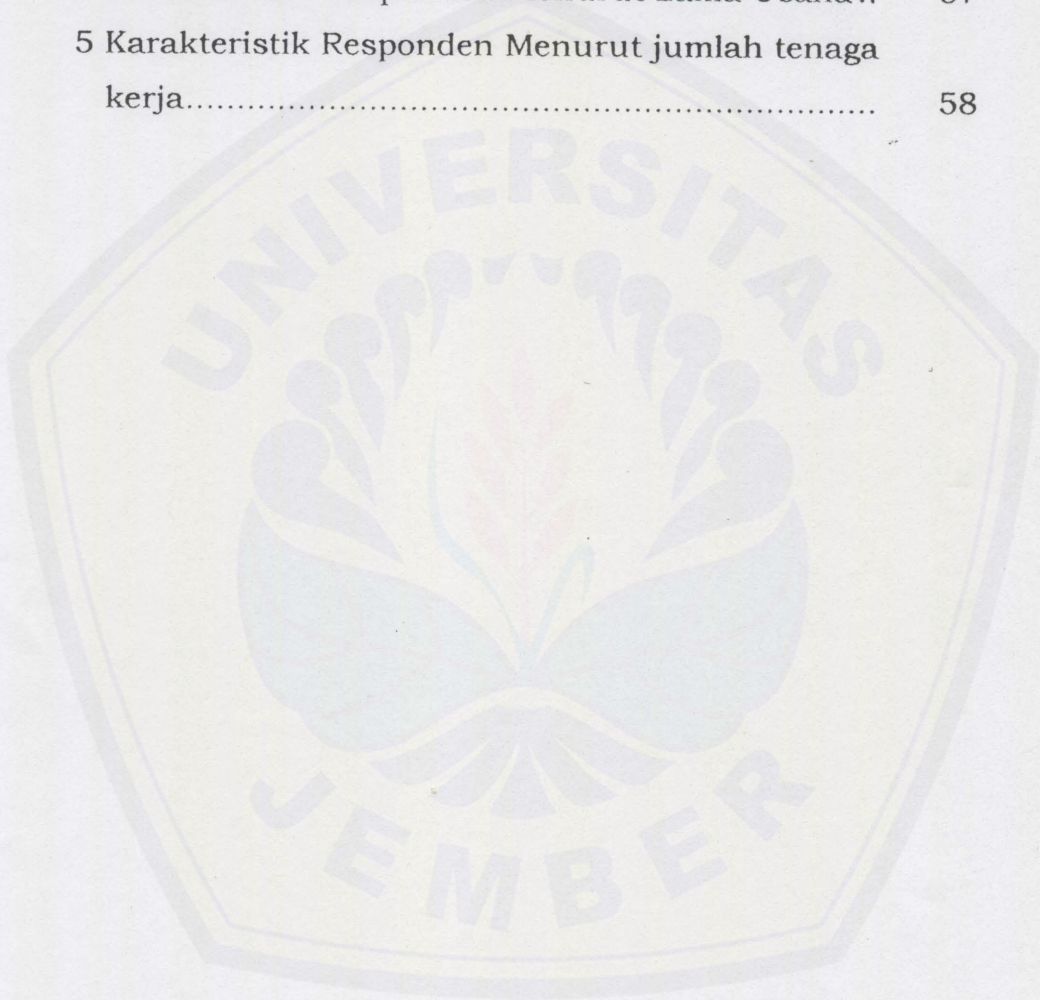 5 Karakteristik Responden Menurut jumlah tenaga
kerja.................................................................... 58
UNIVERSITAS
JEMBER